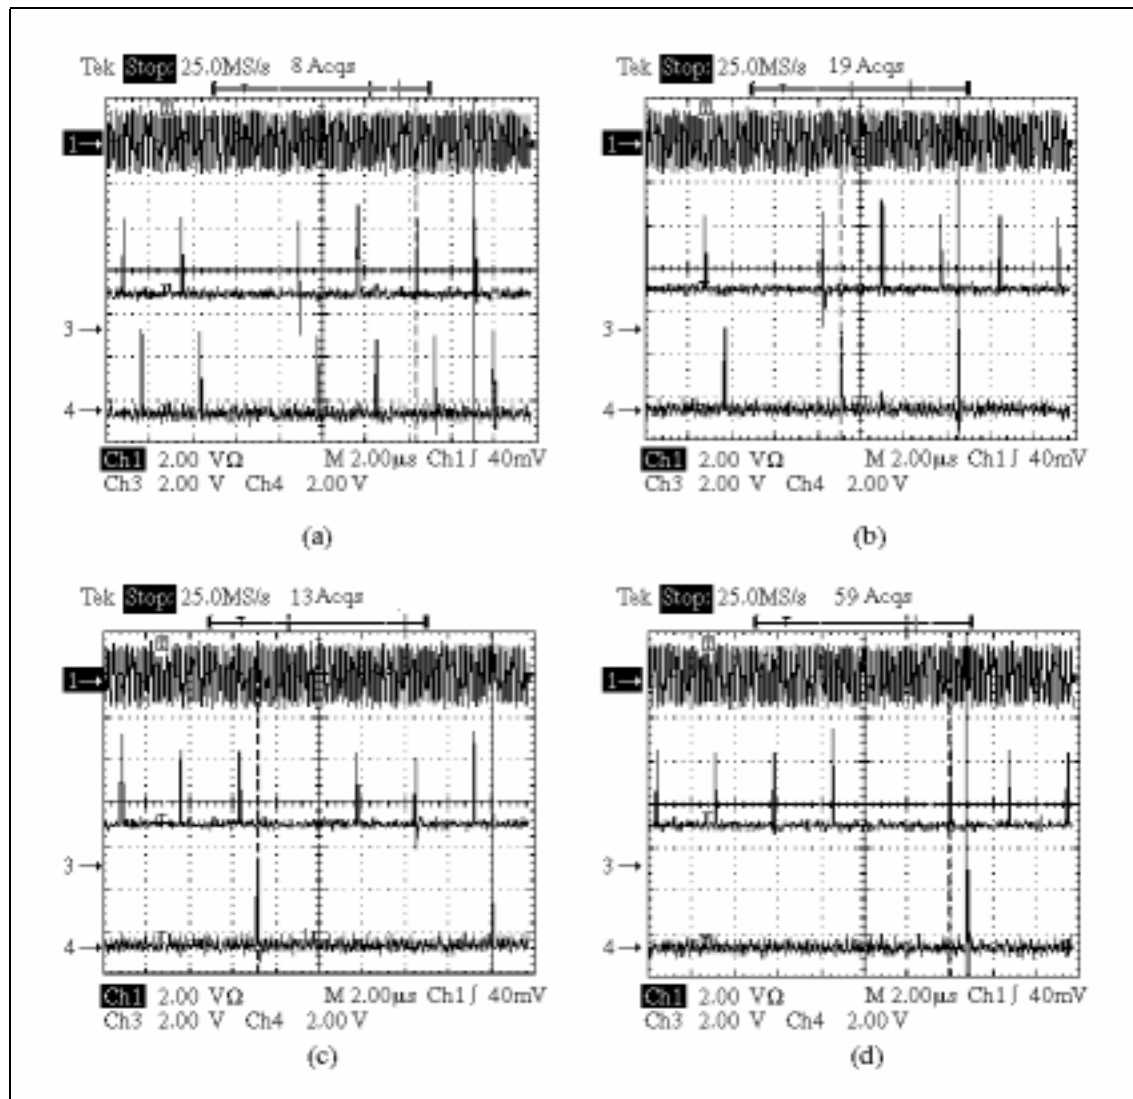 Tek Stop: 25.0MS/s 8 Acqs
T
1→
3→
4→
Ch1 2.00 VΩ M 2.00µs Ch1 ∫ 40mV
Ch3 2.00 V Ch4 2.00 V
(a)
Tek Stop: 25.0MS/s 19 Acqs
T
1→
3→
4→
Ch1 2.00 VΩ M 2.00µs Ch1 ∫ 40mV
Ch3 2.00 V Ch4 2.00 V
(b)
Tek Stop: 25.0MS/s 13 Acqs
T
1→
3→
4→
Ch1 2.00 VΩ M 2.00µs Ch1 ∫ 40mV
Ch3 2.00 V Ch4 2.00 V
(c)
Tek Stop: 25.0MS/s 59 Acqs
T
1→
3→
4→
Ch1 2.00 VΩ M 2.00µs Ch1 ∫ 40mV
Ch3 2.00 V Ch4 2.00 V
(d)